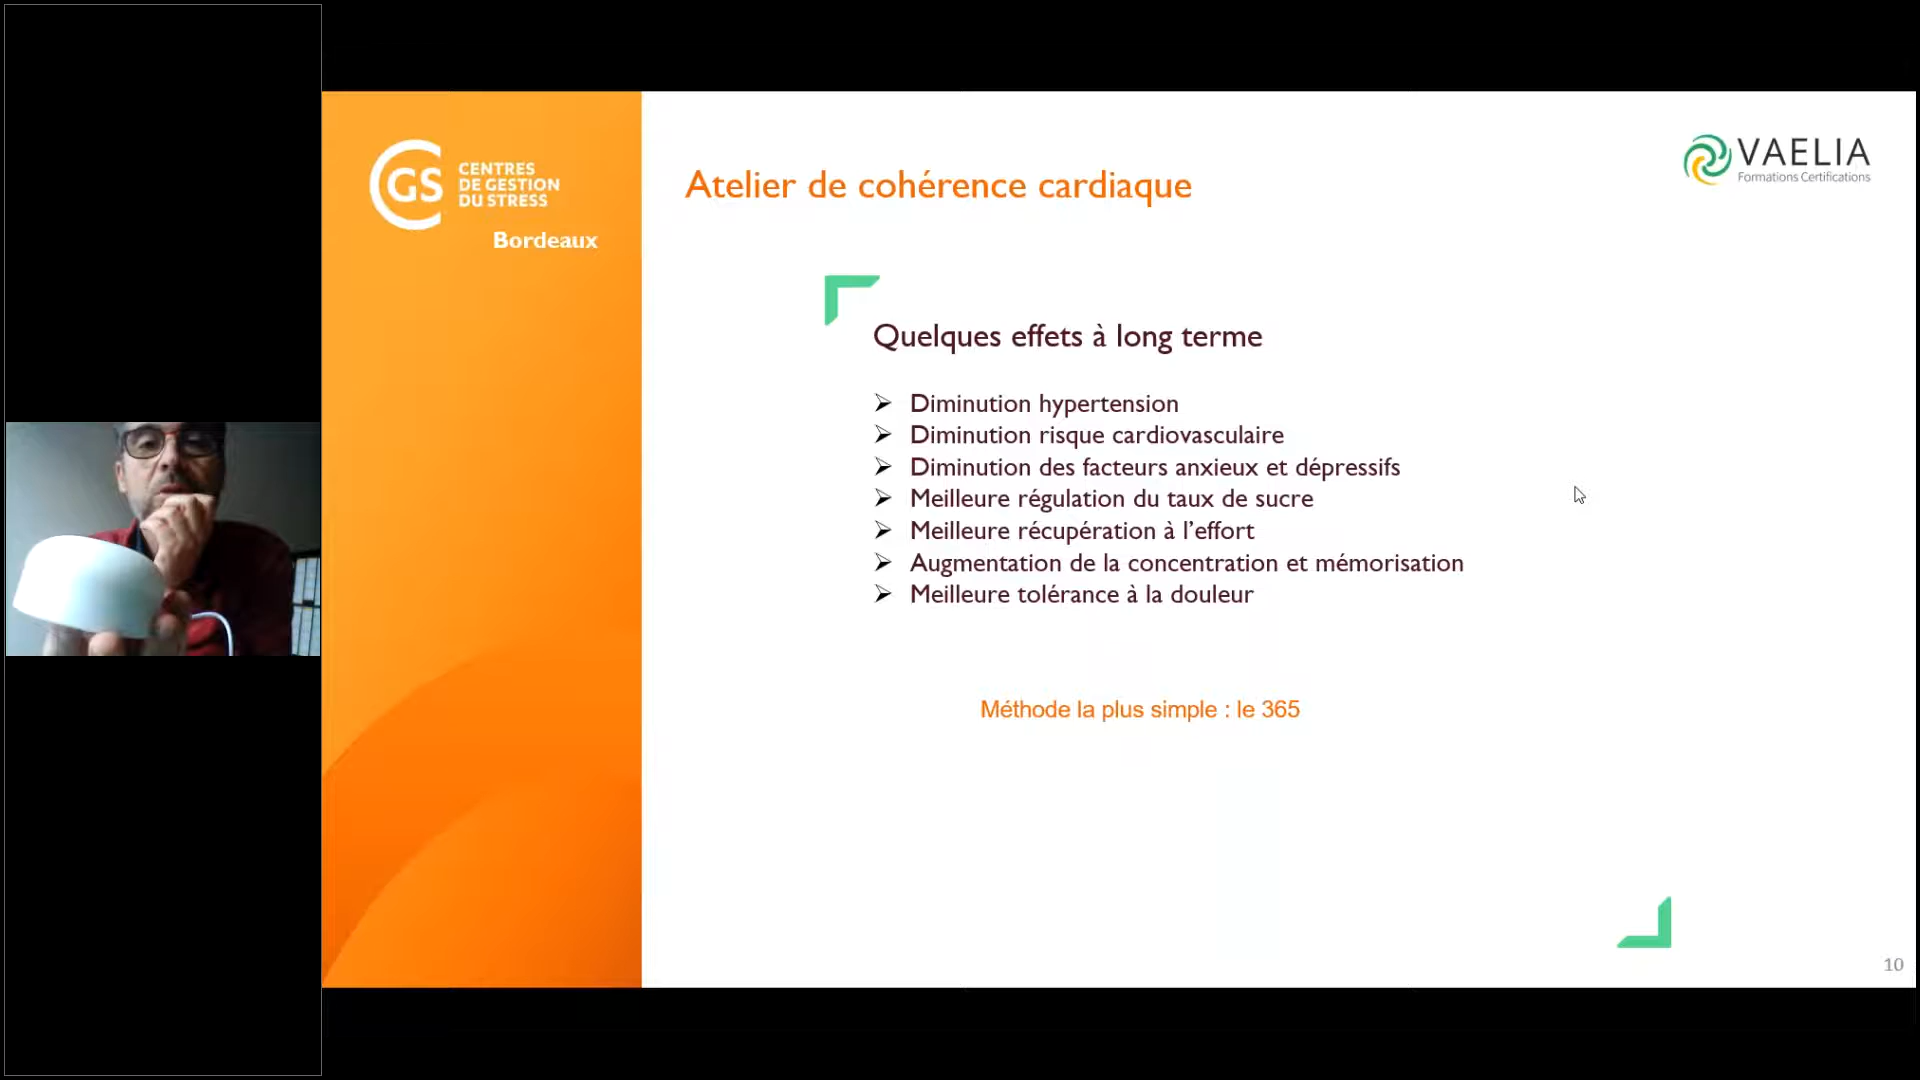 GS
CENTRES
DE GESTION
DU STRESS
Bordeaux
Atelier de cohérence cardiaque
VAELIA
Formations Certifications
Quelques effets à long terme
➢ Diminution hypertension
➢ Diminution risque cardiovasculaire
➢ Diminution des facteurs anxieux et dépressifs
➢ Meilleure régulation du taux de sucre
➢ Meilleure récupération à l’effort
➢ Augmentation de la concentration et mémorisation
➢ Meilleure tolérance à la douleur
Méthode la plus simple : le 365
10